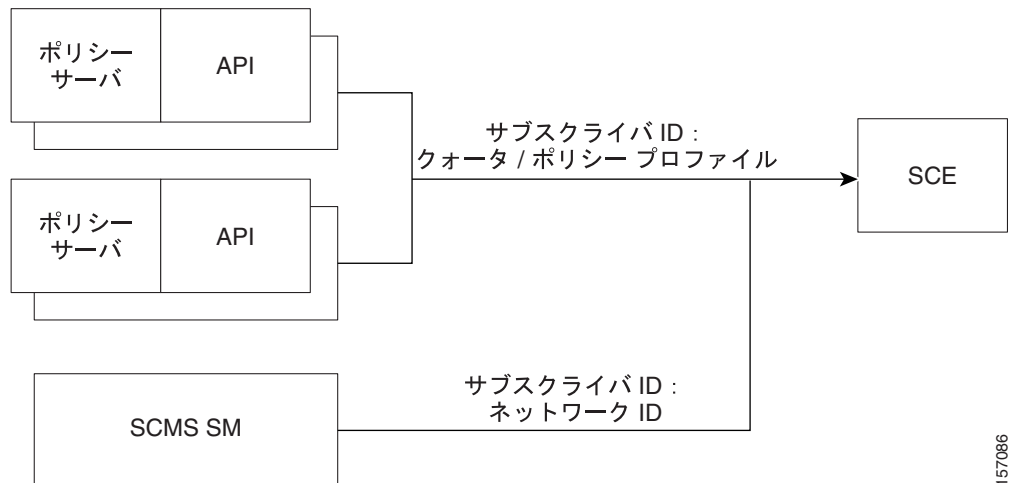 ポリシー
サーバ
API
サブスクライバ ID：
クォータ / ポリシー プロファイル
SCE
ポリシー
サーバ
API
サブスクライバ ID：
ネットワーク ID
SCMS SM
157086